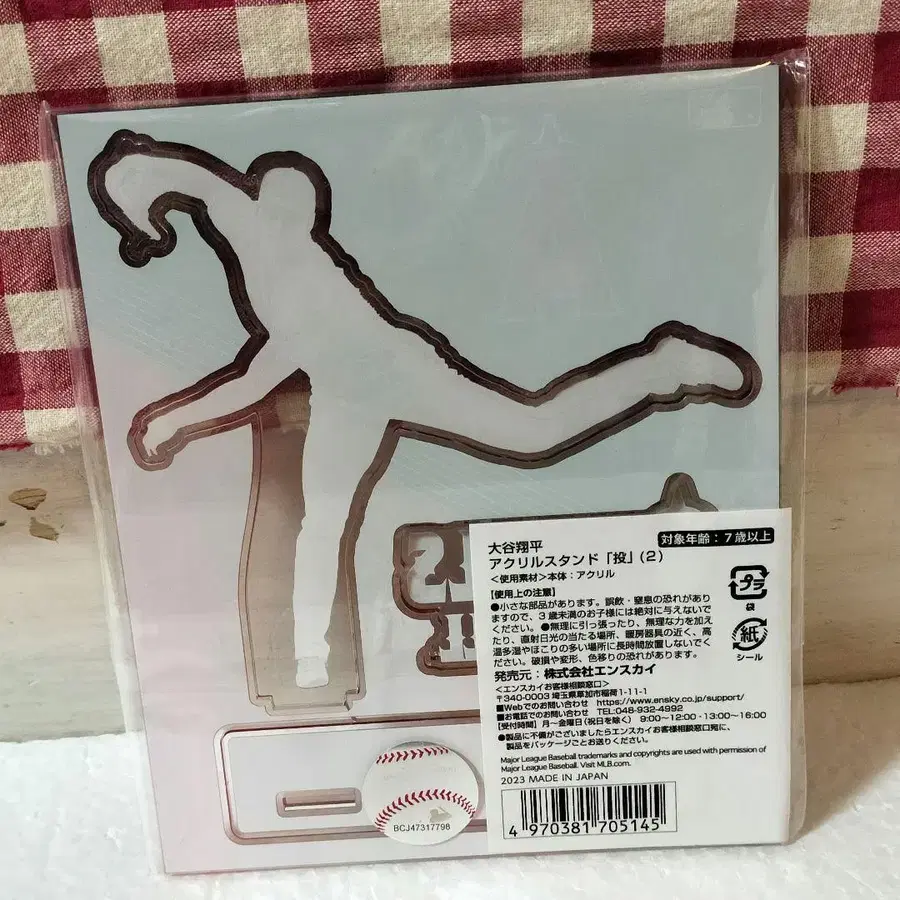 大谷翔平
対象年齢：7歳以上
アクリルスタンド「投」(2)
＜使用素材＞本体：アクリル
【使用上の注意】
●小さな部品があります。誤飲・窒息の恐れがあり
ますので、3歳未満のお子様には絶対に与えないで
ください。●無理に引っ張ったり、無理な力を加え
たり、直射日光の当たる場所、暖房器具の近く、高
温多湿やほこりの多い場所に長時間放置しないでく
ださい。破損や変形、色移りの恐れがあります。
プラ
袋
紙
シール
発売元：株式会社エンスカイ
＜エンスカイお客様相談窓口＞
〒340-0003 埼玉県草加市稲荷1-11-1
■Webでのお問い合わせ https://www.ensky.co.jp/support/
■お電話でのお問い合わせ TEL:048-932-4992
【受付時間】月～金曜日(祝日を除く) 9:00～12:00・13:00～16:00
●製品に不備がございましたらエンスカイお客様相談窓口宛に、
製品をパッケージごとお送りください。
Major League Baseball trademarks and copyrights are used with permission of
Major League Baseball. Visit MLB.com.
2023 MADE IN JAPAN
4 970381 705145
BCJ47317798